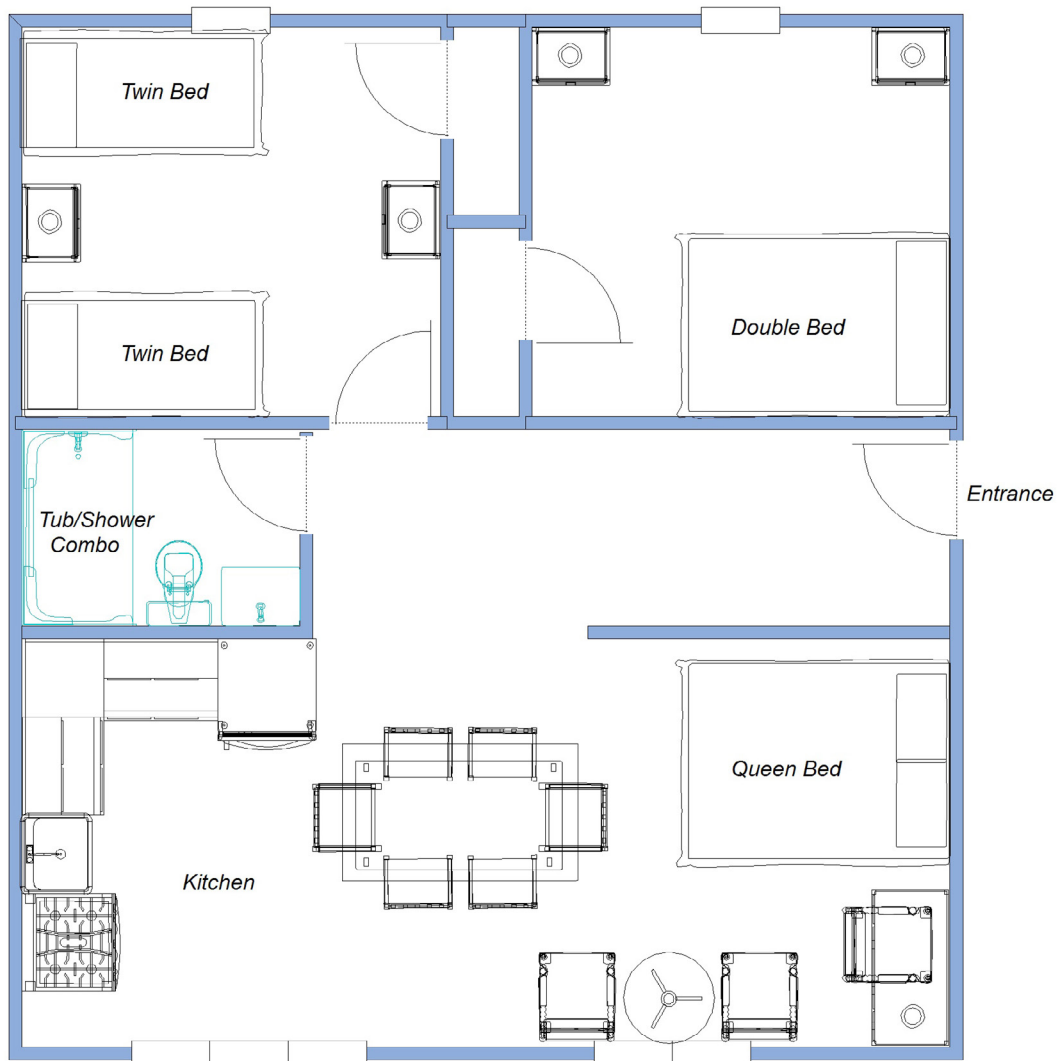 Twin Bed
Twin Bed
Double Bed
Entrance
Tub/Shower
Combo
Queen Bed
Kitchen